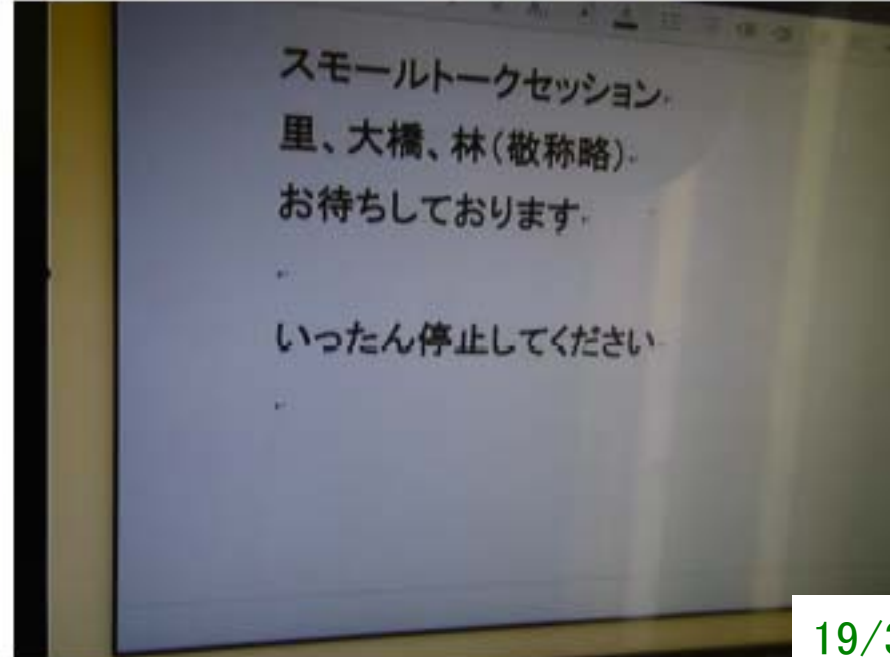 スモールトークセッション
里、大橋、林(敬称略)
お待ちしております
いったん停止してください
19/3